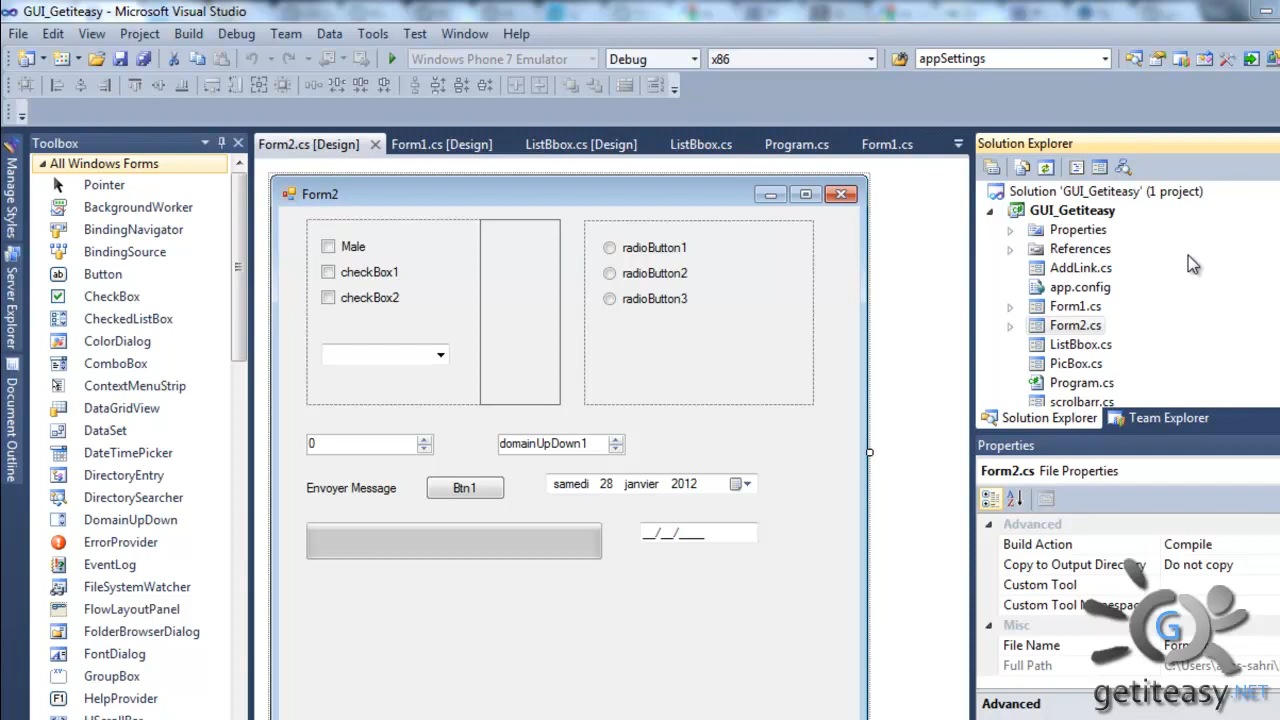 GUI_Getiteasy - Microsoft Visual Studio
File Edit View Project Build Debug Team Data Tools Test Window Help
Windows Phone 7 Emulator Debug x86 appSettings
Manage Styles
Server Explorer
Document Outline
Toolbox
All Windows Forms
Pointer
BackgroundWorker
BindingNavigator
BindingSource
Button
CheckBox
CheckedListBox
ColorDialog
ComboBox
ContextMenuStrip
DataGridView
DataSet
DateTimePicker
DirectoryEntry
DirectorySearcher
DomainUpDown
ErrorProvider
EventLog
FileSystemWatcher
FlowLayoutPanel
FolderBrowserDialog
FontDialog
GroupBox
HelpProvider
Form2.cs [Design] Form1.cs [Design] ListBbox.cs [Design] ListBbox.cs Program.cs Form1.cs
Form2
Male
checkBox1
checkBox2
radioButton1
radioButton2
radioButton3
0 domainUpDown1
Envoyer Message Btn1 samedi 28 janvier 2012
__/__/____
Solution Explorer
Solution 'GUI_Getiteasy' (1 project)
GUI_Getiteasy
Properties
References
AddLink.cs
app.config
Form1.cs
Form2.cs
ListBbox.cs
PicBox.cs
Program.cs
scrolbarr.cs
Solution Explorer Team Explorer
Properties
Form2.cs File Properties
Advanced
Build Action Compile
Copy to Output Directory Do not copy
Custom Tool
Custom Tool
Misc
File Name
Full Path
Advanced
G
getiteasy.NET